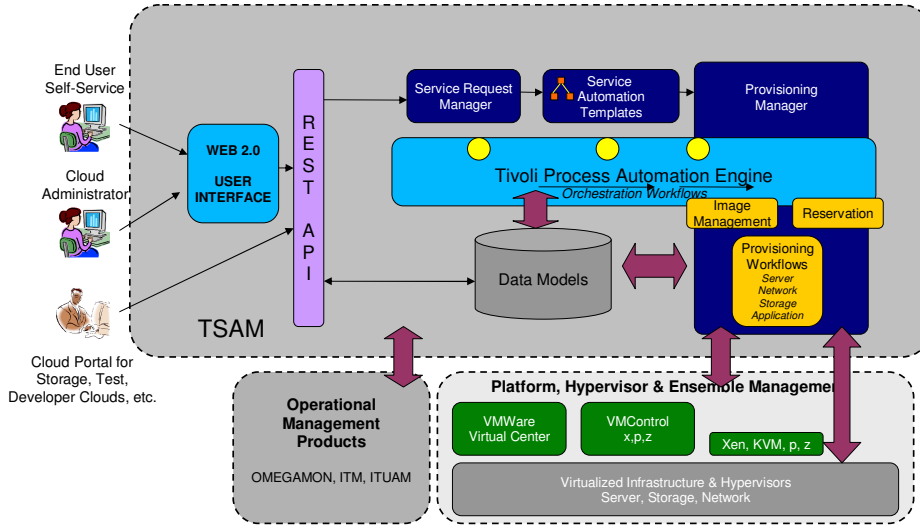 End User
Self-Service
Cloud
Administrator
Cloud Portal for
Storage, Test,
Developer Clouds, etc.
WEB 2.0
USER
INTERFACE
REST API
Service Request
Manager
Service
Automation
Templates
Provisioning
Manager
Tivoli Process Automation Engine
Orchestration Workflows
Image
Management
Reservation
Provisioning
Workflows
Server
Network
Storage
Application
Data Models
TSAM
Operational
Management
Products
OMEGAMON, ITM, ITUAM
Platform, Hypervisor & Ensemble Managemen
VMWare
Virtual Center
VMControl
x,p,z
Xen, KVM, p, z
Virtualized Infrastructure & Hypervisors
Server, Storage, Network